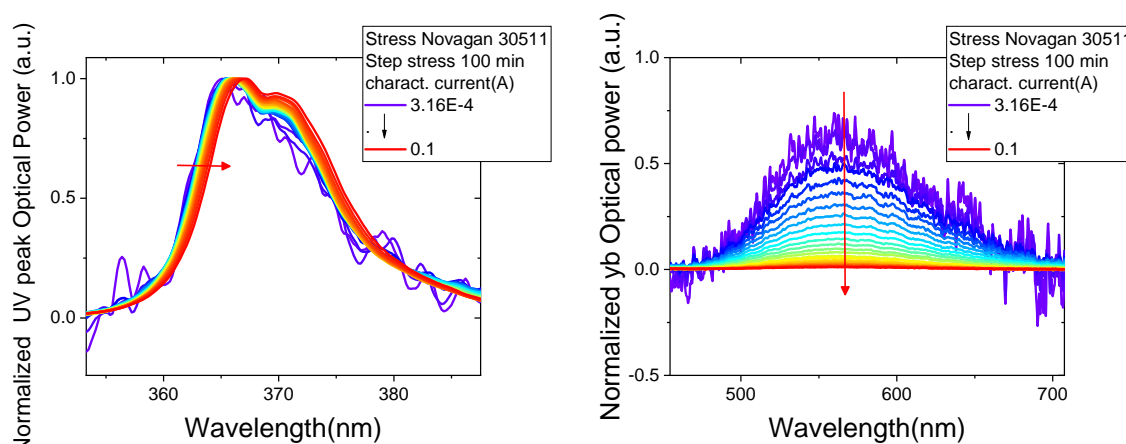 Normalized  UV peak Optical Power (a.u.)
1.0
0.5
0.0
360
370
380
Wavelength(nm)
Stress Novagan 30511
Step stress 100 min
charact. current(A)
3.16E-4
.
0.1
Normalized yb Optical power (a.u.)
1.0
0.5
0.0
-0.5
500
600
700
Wavelength(nm)
Stress Novagan 30511
Step stress 100 min
charact. current(A)
3.16E-4
.
0.1